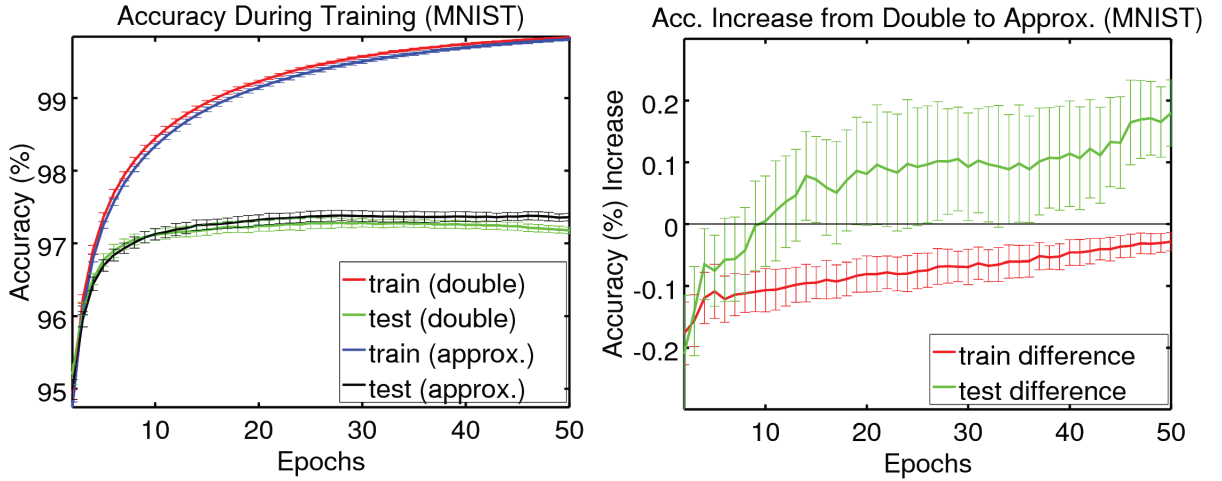 Accuracy During Training (MNIST)
Accuracy (%)
99
98
97
96
95
train (double)
test (double)
train (approx.)
test (approx.)
10
20
30
40
50
Epochs
Acc. Increase from Double to Approx. (MNIST)
Accuracy (%) Increase
0.2
0.1
0
-0.1
-0.2
train difference
test difference
10
20
30
40
50
Epochs